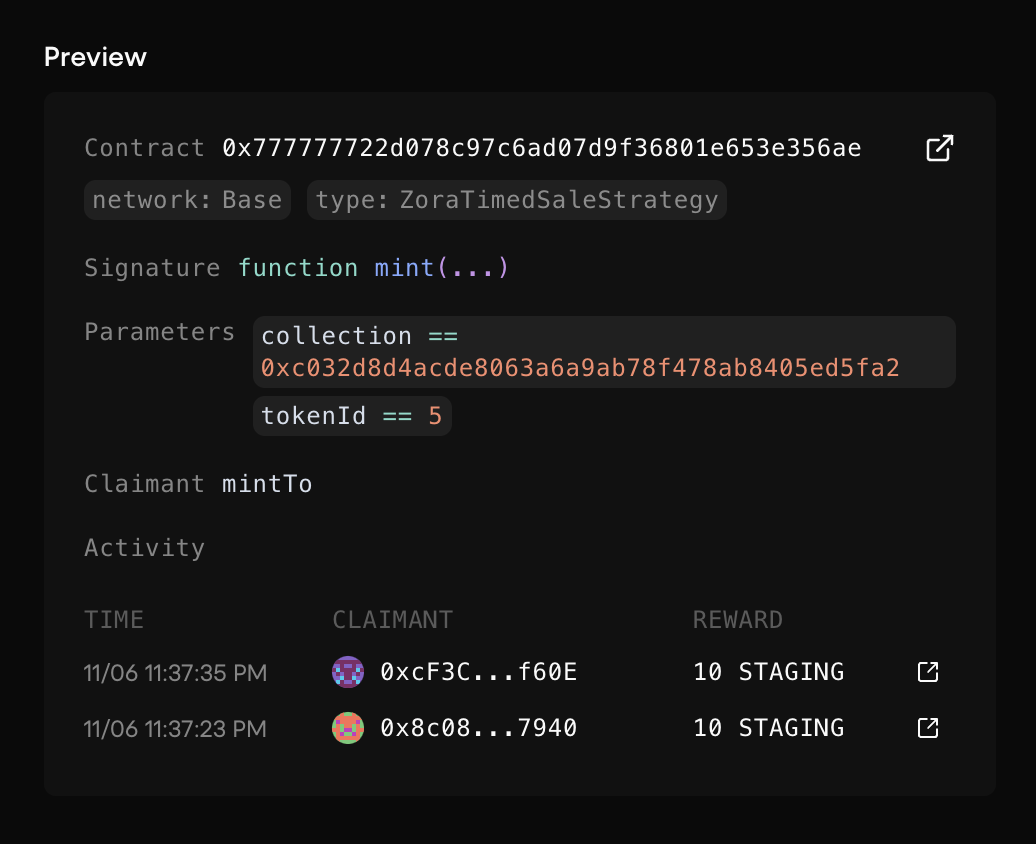 Preview
Contract 0x777777722d078c97c6ad07d9f36801e653e356ae
network: Base type: ZoraTimedSaleStrategy
Signature function mint(...)
Parameters collection ==
0xc032d8d4acde8063a6a9ab78f478ab8405ed5fa2
tokenId == 5
Claimant mintTo
Activity
TIME CLAIMANT REWARD
11/06 11:37:35 PM 0xcF3C...f60E 10 STAGING
11/06 11:37:23 PM 0x8c08...7940 10 STAGING